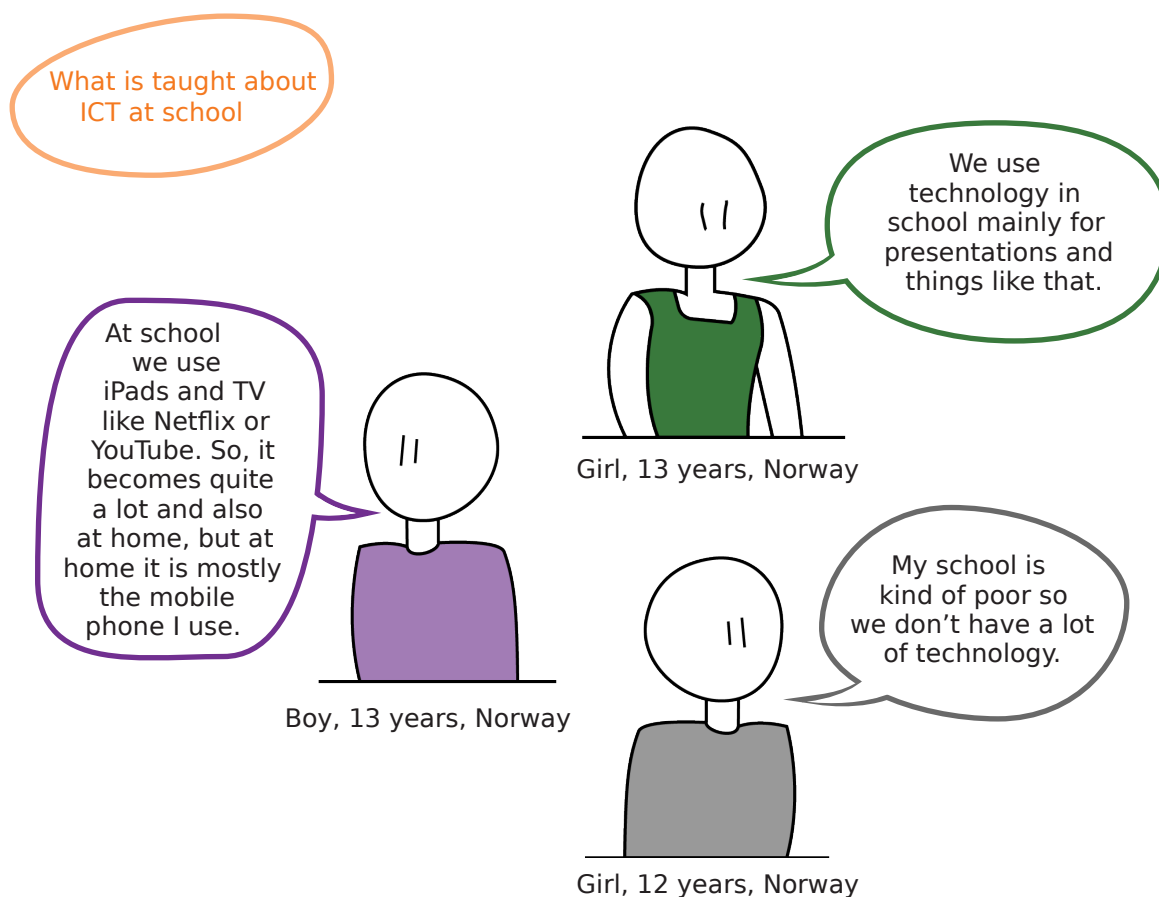 What is taught about
ICT at school
We use
technology in
school mainly for
presentations and
things like that.
Girl, 13 years, Norway
At school
we use
iPads and TV
like Netflix or
YouTube. So, it
becomes quite
a lot and also
at home, but at
home it is mostly
the mobile
phone I use.
Boy, 13 years, Norway
My school is
kind of poor so
we don’t have a lot
of technology.
Girl, 12 years, Norway